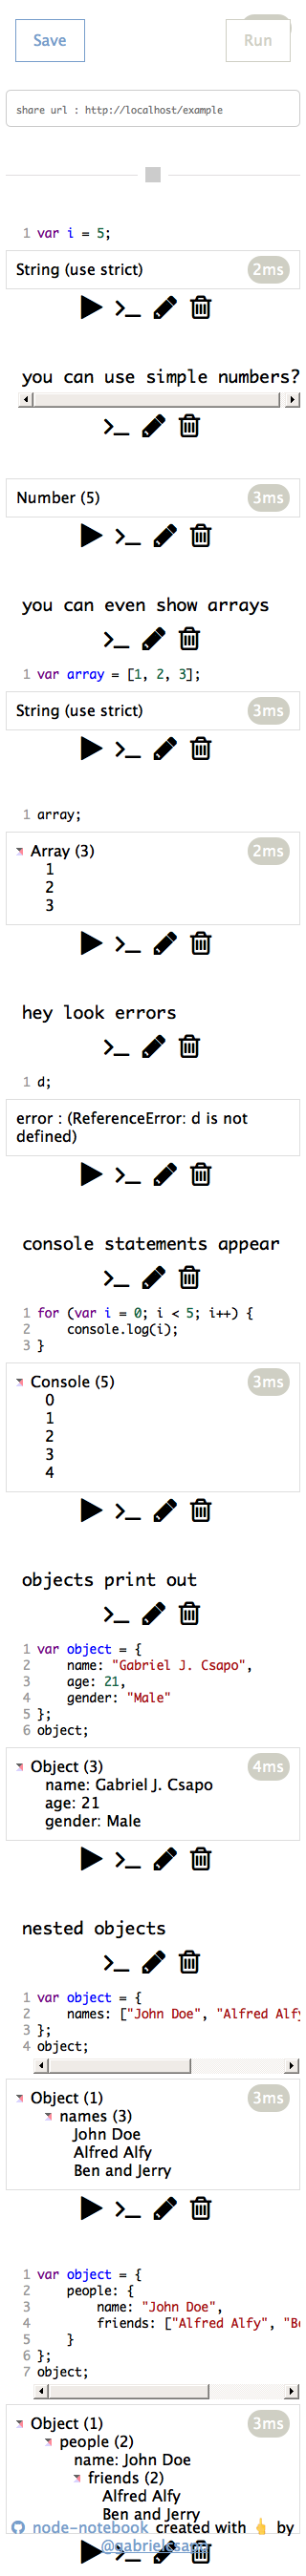 Save
Run
share url : http://localhost/example
1 var i = 5;
String (use strict)
2ms
you can use simple numbers?
Number (5)
3ms
you can even show arrays
1 var array = [1, 2, 3];
String (use strict)
3ms
1 array;
Array (3)
2ms
1
2
3
hey look errors
1 d;
error : (ReferenceError: d is not
defined)
console statements appear
1 for (var i = 0; i < 5; i++) {
2     console.log(i);
3 }
Console (5)
3ms
0
1
2
3
4
objects print out
1 var object = {
2     name: "Gabriel J. Csapo",
3     age: 21,
4     gender: "Male"
5 };
6 object;
Object (3)
4ms
name: Gabriel J. Csapo
age: 21
gender: Male
nested objects
1 var object = {
2     names: ["John Doe", "Alfred Alfy
3 };
4 object;
Object (1)
3ms
names (3)
John Doe
Alfred Alfy
Ben and Jerry
1 var object = {
2     people: {
3         name: "John Doe",
4         friends: ["Alfred Alfy", "Be
5     }
6 };
7 object;
Object (1)
3ms
people (2)
name: John Doe
friends (2)
Alfred Alfy
Ben and Jerry
node-notebook created with 👆 by
@gabrielcsapo